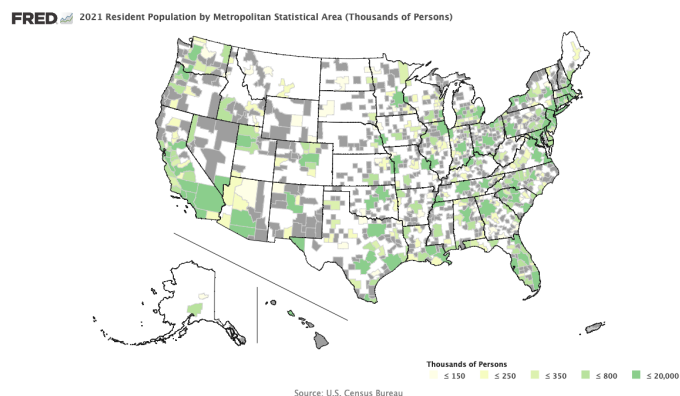 FRED 2021 Resident Population by Metropolitan Statistical Area (Thousands of Persons)
Thousands of Persons
≤ 150 ≤ 250 ≤ 350 ≤ 800 ≤ 20,000
Source: U.S. Census Bureau